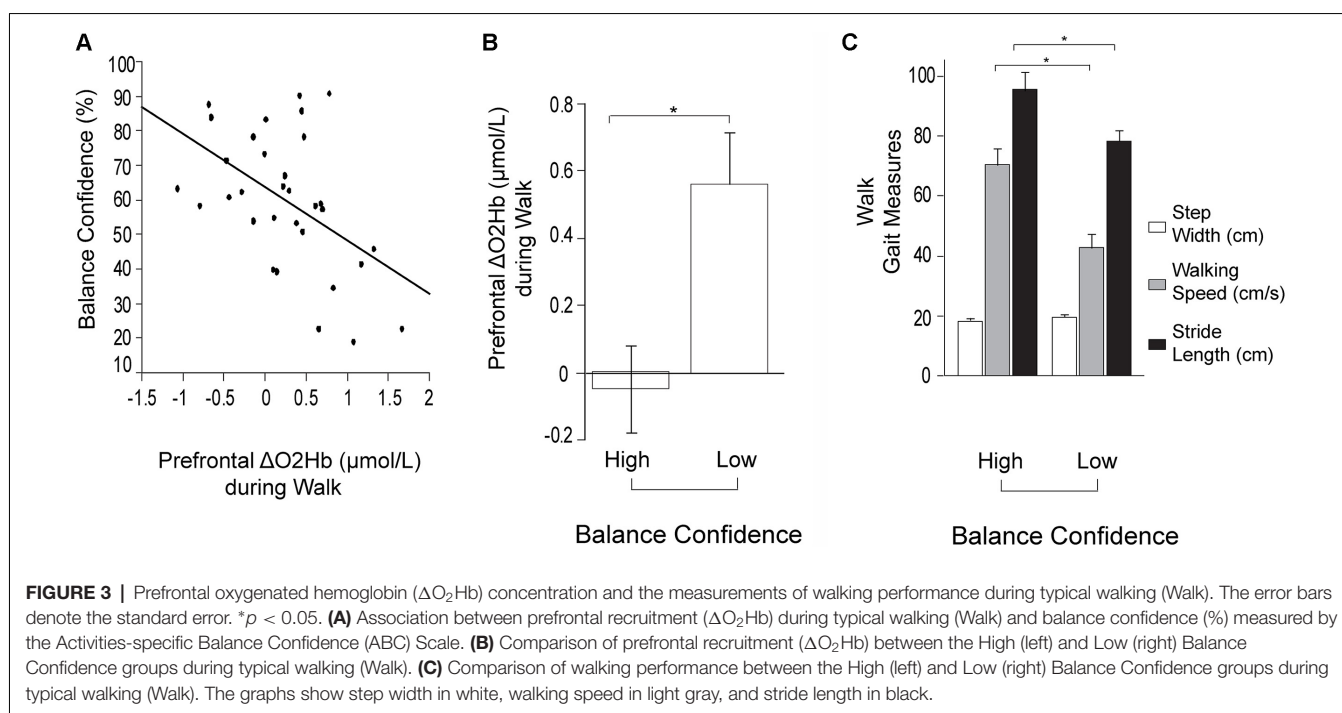 A
Balance Confidence (%)
100
90
80
70
60
50
40
30
20
10
-1.5 -1 -0.5 0 0.5 1 1.5 2
Prefrontal ΔO2Hb (µmol/L)
during Walk
B
Prefrontal ΔO2Hb (µmol/L)
during Walk
0.8
0.6
0.4
0.2
0
-0.2
*
High Low
Balance Confidence
C
Walk
Gait Measures
100
80
60
40
20
0
*
*
High Low
Balance Confidence
Step
Width (cm)
Walking
Speed (cm/s)
Stride
Length (cm)
FIGURE 3 | Prefrontal oxygenated hemoglobin (ΔO₂Hb) concentration and the measurements of walking performance during typical walking (Walk). The error bars
denote the standard error. *p < 0.05. (A) Association between prefrontal recruitment (ΔO₂Hb) during typical walking (Walk) and balance confidence (%) measured by
the Activities-specific Balance Confidence (ABC) Scale. (B) Comparison of prefrontal recruitment (ΔO₂Hb) between the High (left) and Low (right) Balance
Confidence groups during typical walking (Walk). (C) Comparison of walking performance between the High (left) and Low (right) Balance Confidence groups during
typical walking (Walk). The graphs show step width in white, walking speed in light gray, and stride length in black.